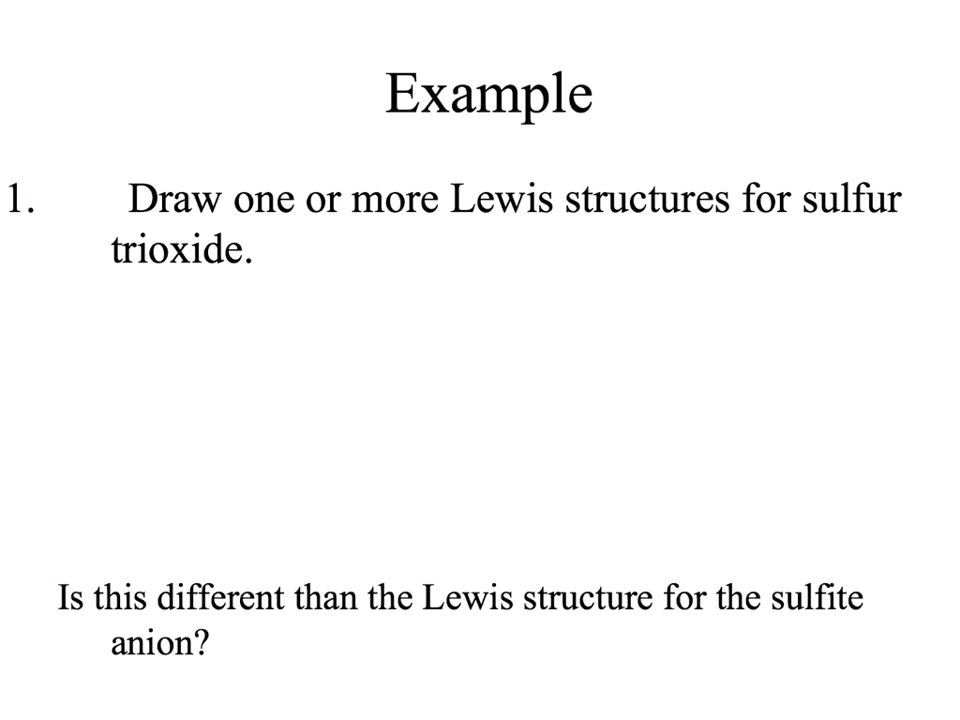 Example
1. Draw one or more Lewis structures for sulfur
trioxide.
Is this different than the Lewis structure for the sulfite
anion?